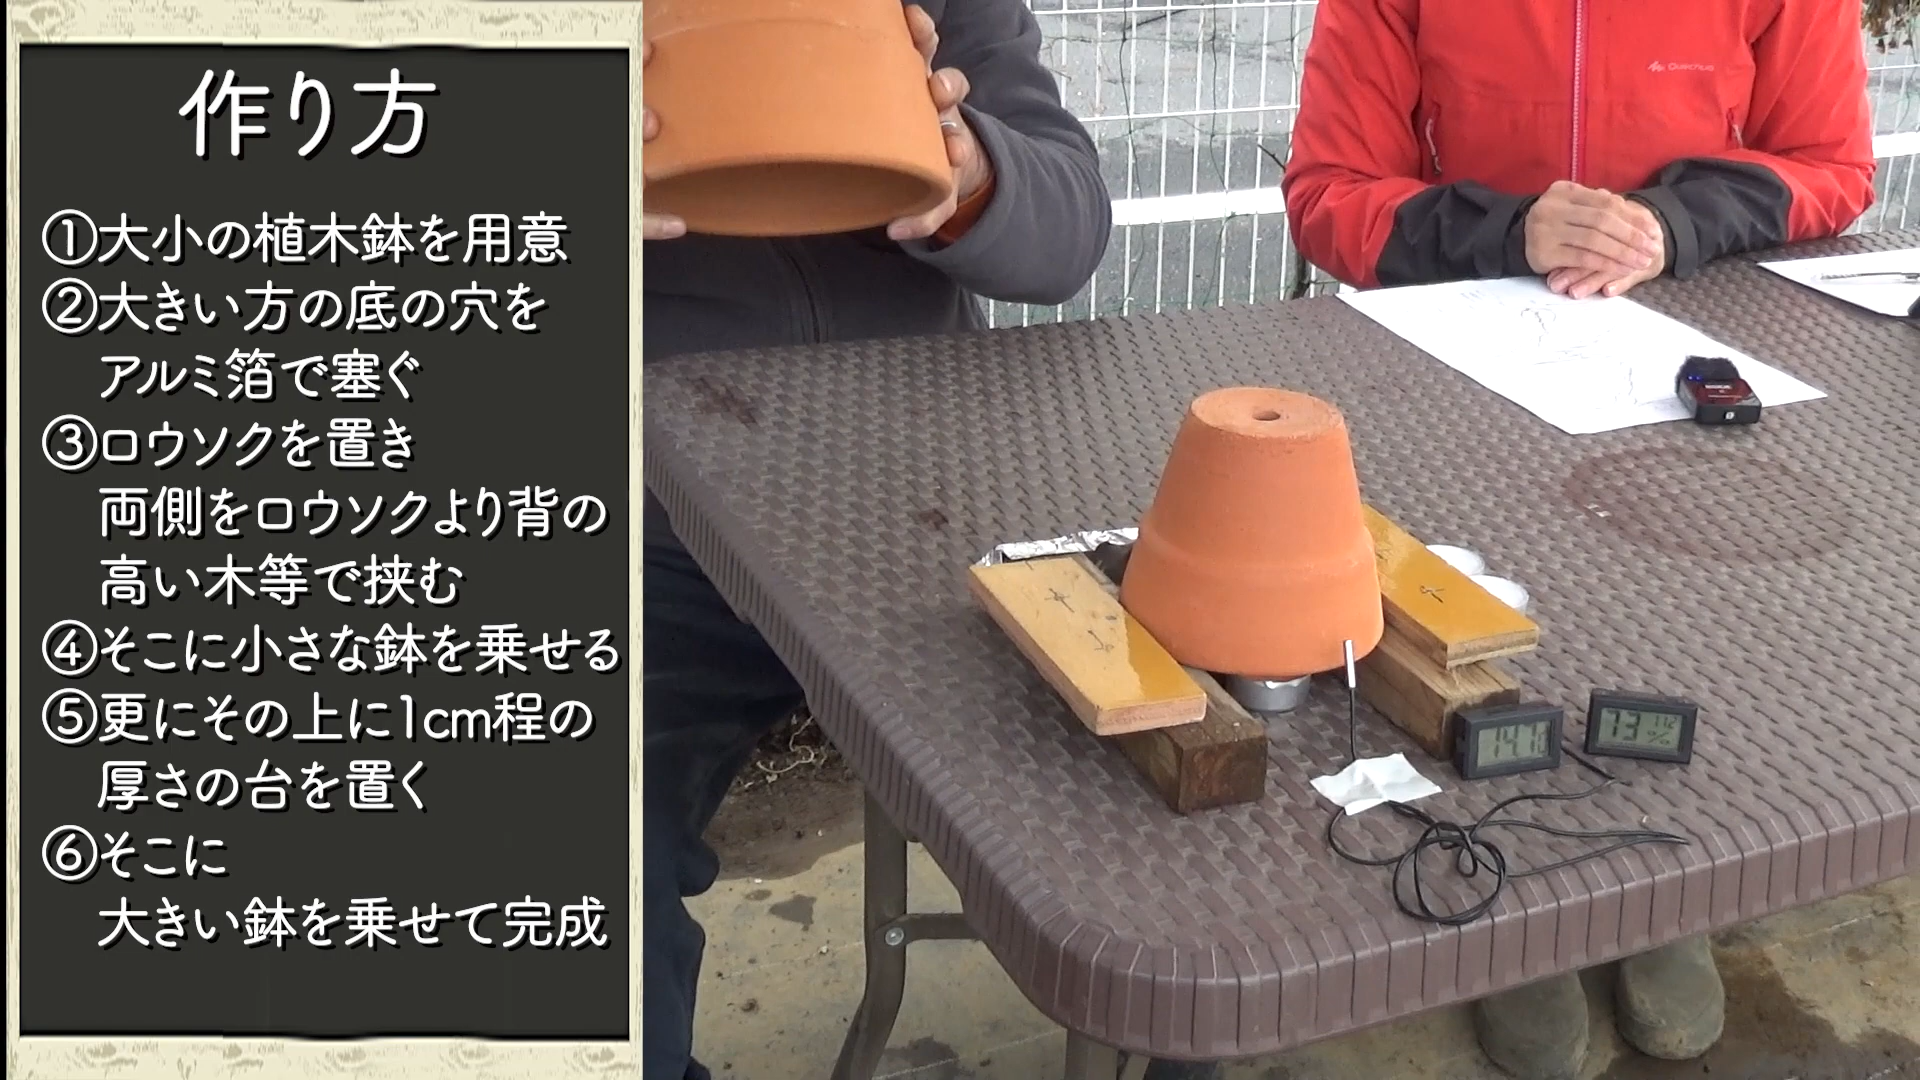 作り方
①大小の植木鉢を用意
②大きい方の底の穴を
アルミ箔で塞ぐ
③ロウソクを置き
両側をロウソクより背の
高い木等で挟む
④そこに小さな鉢を乗せる
⑤更にその上に1cm程の
厚さの台を置く
⑥そこに
大きい鉢を乗せて完成
Quechua